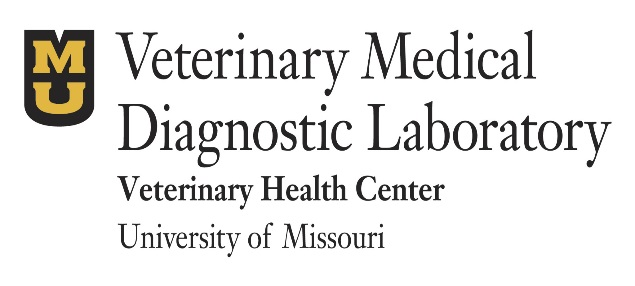 MU
Veterinary Medical
Diagnostic Laboratory
Veterinary Health Center
University of Missouri